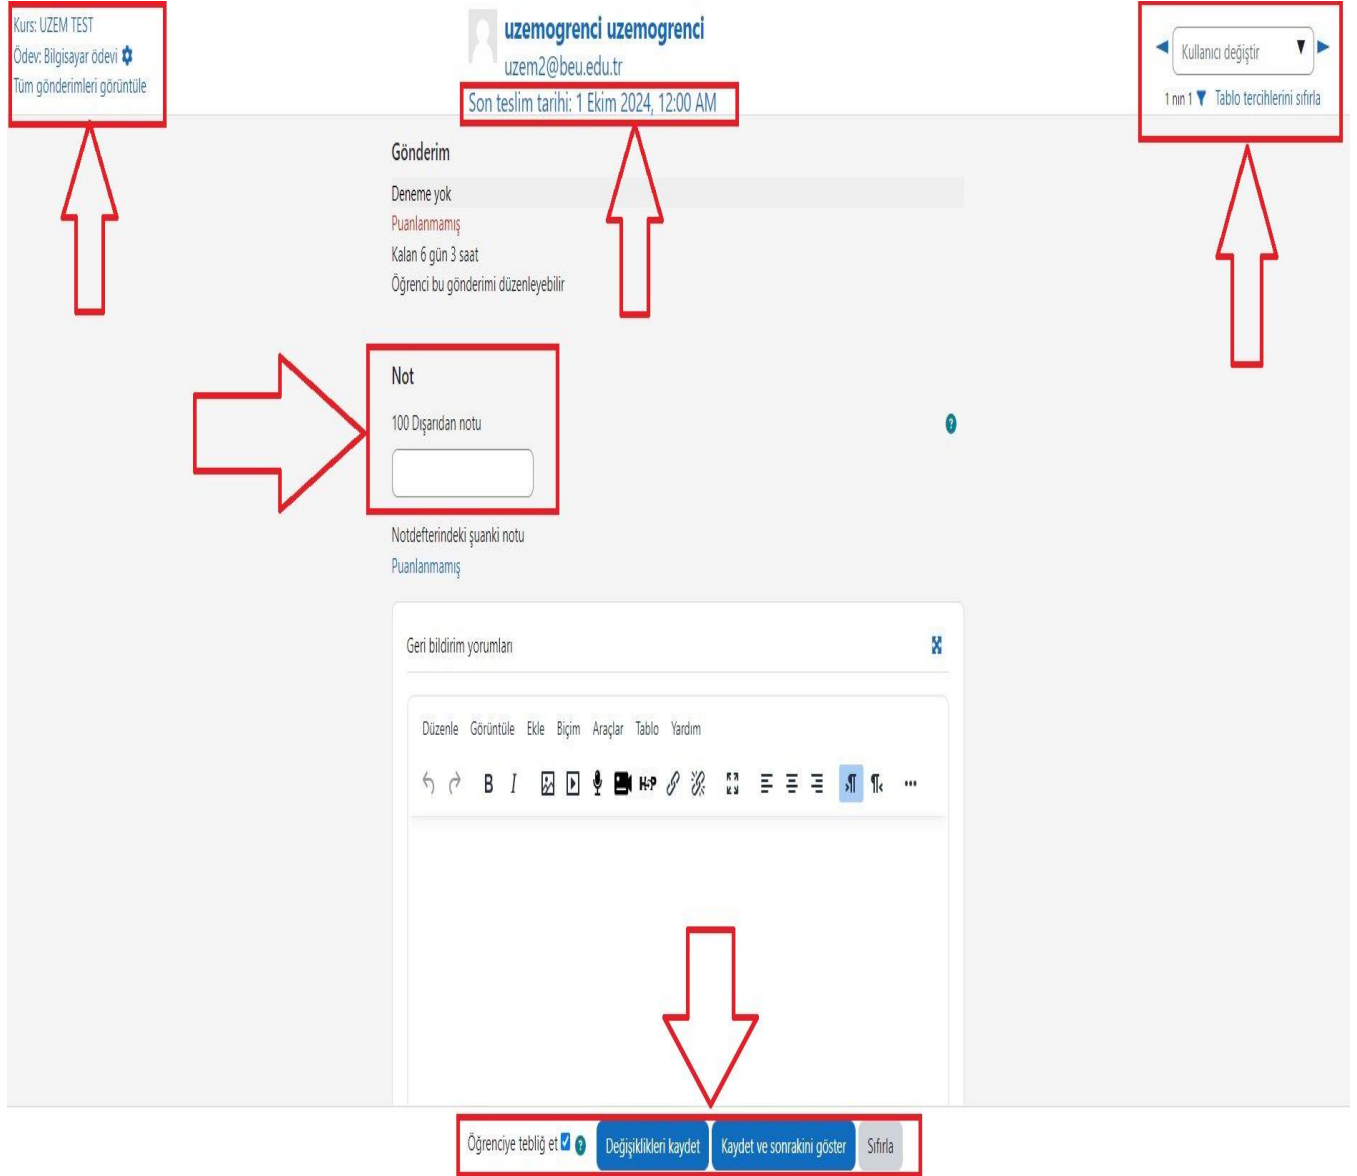 Kurs: UZEM TEST
Ödev: Bilgisayar ödevi
Tüm gönderimleri görüntüle
uzemogrenci uzemogrenci
uzem2@beu.edu.tr
Son teslim tarihi: 1 Ekim 2024, 12:00 AM
Kullanıcı değiştir
1 nın 1 Tablo tercihlerini sıfırla
Gönderim
Deneme yok
Puanlanmamış
Kalan 6 gün 3 saat
Öğrenci bu gönderimi düzenleyebilir
Not
100 Dışarıdan notu
?
Notdefterindeki şuanki notu
Puanlanmamış
Geri bildirim yorumları
Düzenle Görüntüle Ekle Biçim Araçlar Tablo Yardım
B I H5P
Öğrenciye tebliğ et ? Değişiklikleri kaydet Kaydet ve sonrakini göster Sıfırla